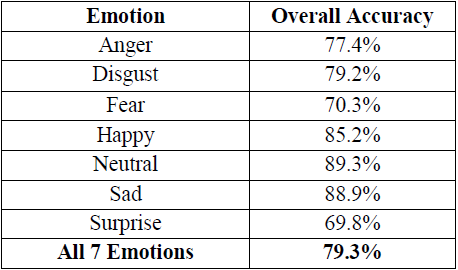 Emotion Overall Accuracy
Anger 77.4%
Disgust 79.2%
Fear 70.3%
Happy 85.2%
Neutral 89.3%
Sad 88.9%
Surprise 69.8%
All 7 Emotions 79.3%